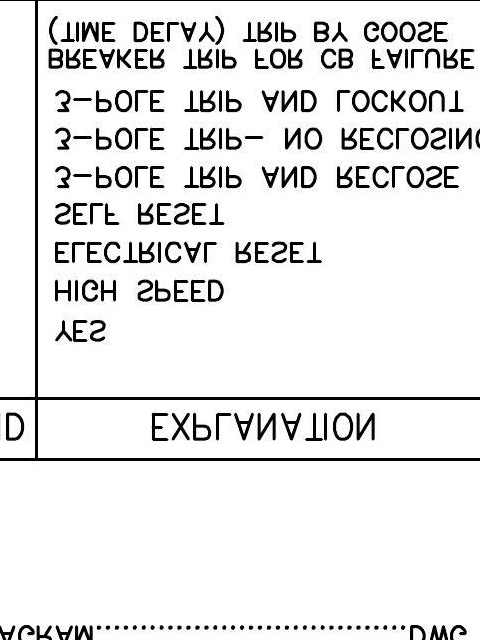 AGRAM....................................DWG
EXPLANATION
YES
HIGH SPEED
ELECTRICAL RESET
SELF RESET
3-POLE TRIP AND RECLOSE
3-POLE TRIP- NO RECLOSING
3-POLE TRIP AND LOCKOUT
BREAKER TRIP FOR CB FAILURE
(TIME DELAY) TRIP BY GOOSE